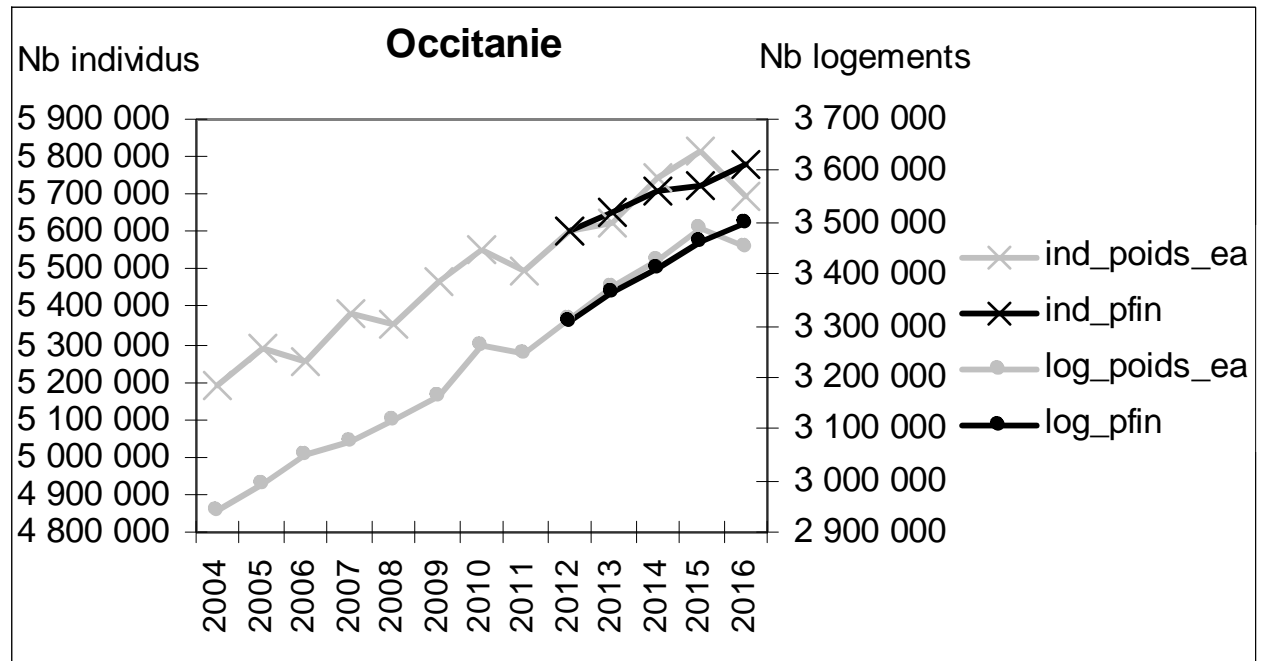 Occitanie
Nb individus
Nb logements
5 900 000
5 800 000
5 700 000
5 600 000
5 500 000
5 400 000
5 300 000
5 200 000
5 100 000
5 000 000
4 900 000
4 800 000
3 700 000
3 600 000
3 500 000
3 400 000
3 300 000
3 200 000
3 100 000
3 000 000
2 900 000
ind_poids_ea
ind_pfin
log_poids_ea
log_pfin
2004
2005
2006
2007
2008
2009
2010
2011
2012
2013
2014
2015
2016